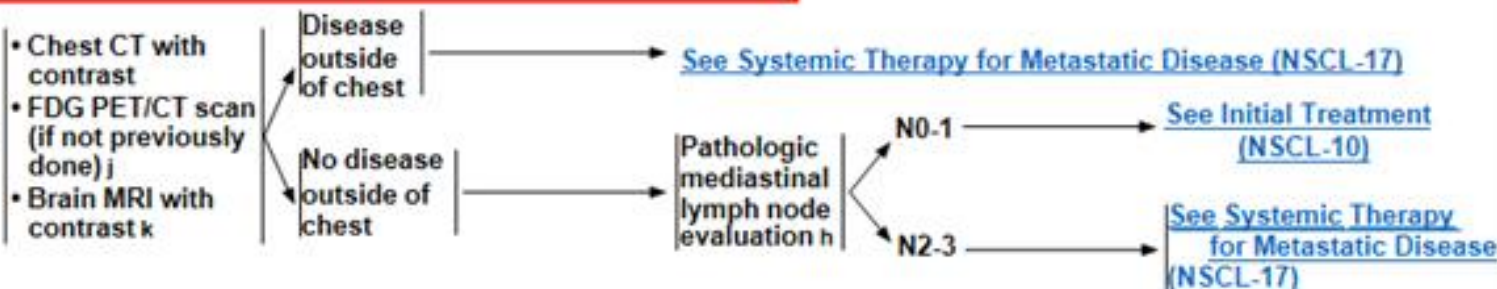 • Chest CT with
contrast
• FDG PET/CT scan
(if not previously
done) j
• Brain MRI with
contrast k
Disease
outside
of chest
See Systemic Therapy for Metastatic Disease (NSCL-17)
No disease
outside of
chest
Pathologic
mediastinal
lymph node
evaluation h
N0-1
See Initial Treatment
(NSCL-10)
N2-3
See Systemic Therapy
for Metastatic Disease
(NSCL-17)